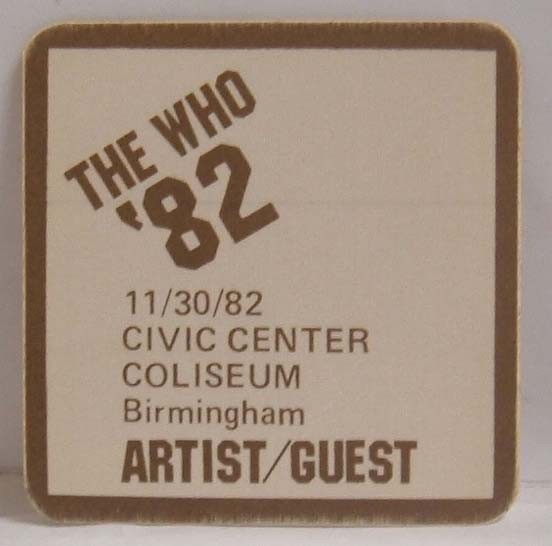 THE WHO
'82
11/30/82
CIVIC CENTER
COLISEUM
Birmingham
ARTIST/GUEST